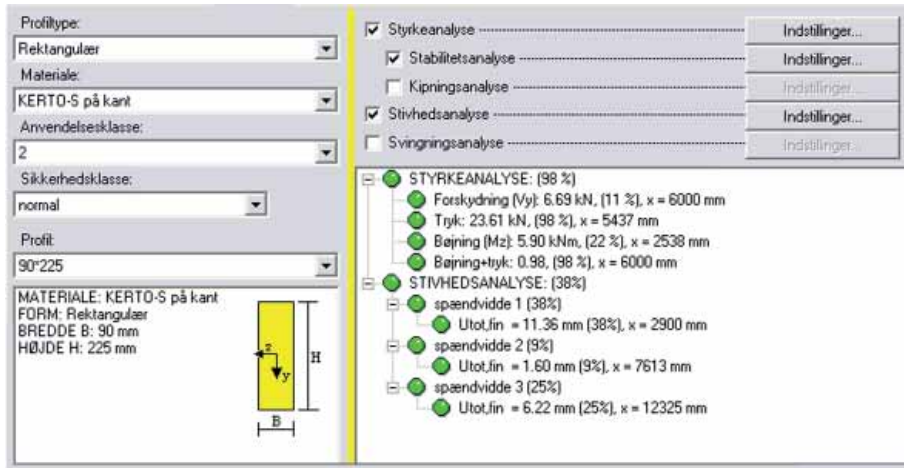 Profiltype:
Rektangulær
Materiale:
KERTO-S på kant
Anvendelsesklasse:
2
Sikkerhedsklasse:
normal
Profil:
90*225
MATERIALE: KERTO-S på kant
FORM: Rektangulær
BREDDE B: 90 mm
HØJDE H: 225 mm
z
y
H
B
Styrkeanalyse Indstillinger...
Stabilitetsanalyse Indstillinger...
Kipningsanalyse Indstillinger...
Stivhedsanalyse Indstillinger...
Svingningsanalyse Indstillinger...
STYRKEANALYSE: (98 %)
Forskydning (Vy): 6.69 kN, (11 %), x = 6000 mm
Tryk: 23.61 kN, (98 %), x = 5437 mm
Bøjning (Mz): 5.90 kNm, (22 %), x = 2538 mm
Bøjning+tryk: 0.98, (98 %), x = 6000 mm
STIVHEDSANALYSE: (38%)
spændvidde 1 (38%)
Utot,fin = 11.36 mm (38%), x = 2900 mm
spændvidde 2 (9%)
Utot,fin = 1.60 mm (9%), x = 7613 mm
spændvidde 3 (25%)
Utot,fin = 6.22 mm (25%), x = 12325 mm